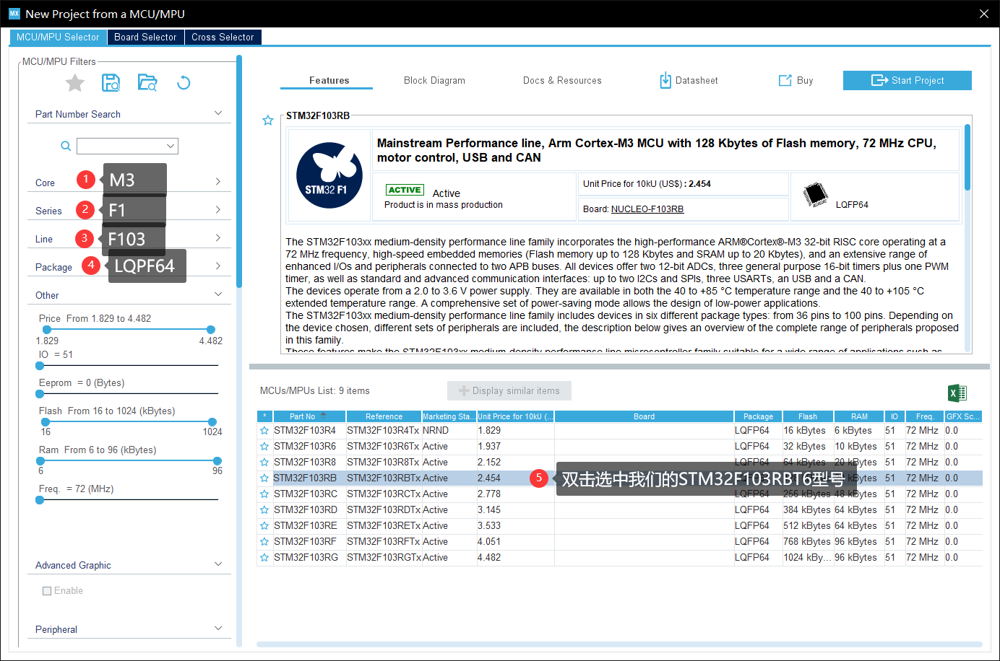 MX New Project from a MCU/MPU
MCU/MPU Selector Board Selector Cross Selector
MCU/MPU Filters
Part Number Search
Core 1 M3
Series 2 F1
Line 3 F103
Package 4 LQPF64
Other
Price From 1.829 to 4.482
1.829 4.482
IO = 51
Eeprom = 0 (Bytes)
Flash From 16 to 1024 (kBytes)
16 1024
Ram From 6 to 96 (kBytes)
6 96
Freq. = 72 (MHz)
Advanced Graphic
Enable
Peripheral
Features Block Diagram Docs & Resources Datasheet Buy Start Project
STM32F103RB
STM32 F1
Mainstream Performance line, Arm Cortex-M3 MCU with 128 Kbytes of Flash memory, 72 MHz CPU,
motor control, USB and CAN
ACTIVE Active
Product is in mass production
Unit Price for 10kU (US$) : 2.454
Board: NUCLEO-F103RB
LQFP64
The STM32F103xx medium-density performance line family incorporates the high-performance ARM®Cortex®-M3 32-bit RISC core operating at a
72 MHz frequency, high-speed embedded memories (Flash memory up to 128 Kbytes and SRAM up to 20 Kbytes), and an extensive range of
enhanced I/Os and peripherals connected to two APB buses. All devices offer two 12-bit ADCs, three general purpose 16-bit timers plus one PWM
timer, as well as standard and advanced communication interfaces: up to two I2Cs and SPIs, three USARTs, an USB and a CAN.
The devices operate from a 2.0 to 3.6 V power supply. They are available in both the 40 to +85 °C temperature range and the 40 to +105 °C
extended temperature range. A comprehensive set of power-saving mode allows the design of low-power applications.
The STM32F103xx medium-density performance line family includes devices in six different package types: from 36 pins to 100 pins. Depending on
the device chosen, different sets of peripherals are included, the description below gives an overview of the complete range of peripherals proposed
in this family.
These features make the STM32F103xx medium-density performance line microcontroller family suitable for a wide range of applications such as
MCUs/MPUs List: 9 items Display similar items
* Part No Reference Marketing Sta... Unit Price for 10kU (... Board Package Flash RAM IO Freq. GFX Sc...
STM32F103R4 STM32F103R4Tx NRND 1.829 LQFP64 16 kBytes 6 kBytes 51 72 MHz 0.0
STM32F103R6 STM32F103R6Tx Active 1.937 LQFP64 32 kBytes 10 kBytes 51 72 MHz 0.0
STM32F103R8 STM32F103R8Tx Active 2.152 LQFP64 64 kBytes 20 kBytes 51 72 MHz 0.0
STM32F103RB STM32F103RBTx Active 2.454 5 双击选中我们的STM32F103RBT6型号 51 72 MHz 0.0
STM32F103RC STM32F103RCTx Active 2.778 LQFP64 256 kBytes 48 kBytes 51 72 MHz 0.0
STM32F103RD STM32F103RDTx Active 3.145 LQFP64 384 kBytes 64 kBytes 51 72 MHz 0.0
STM32F103RE STM32F103RETx Active 3.533 LQFP64 512 kBytes 64 kBytes 51 72 MHz 0.0
STM32F103RF STM32F103RFTx Active 4.051 LQFP64 768 kBytes 96 kBytes 51 72 MHz 0.0
STM32F103RG STM32F103RGTx Active 4.482 LQFP64 1024 kBy... 96 kBytes 51 72 MHz 0.0